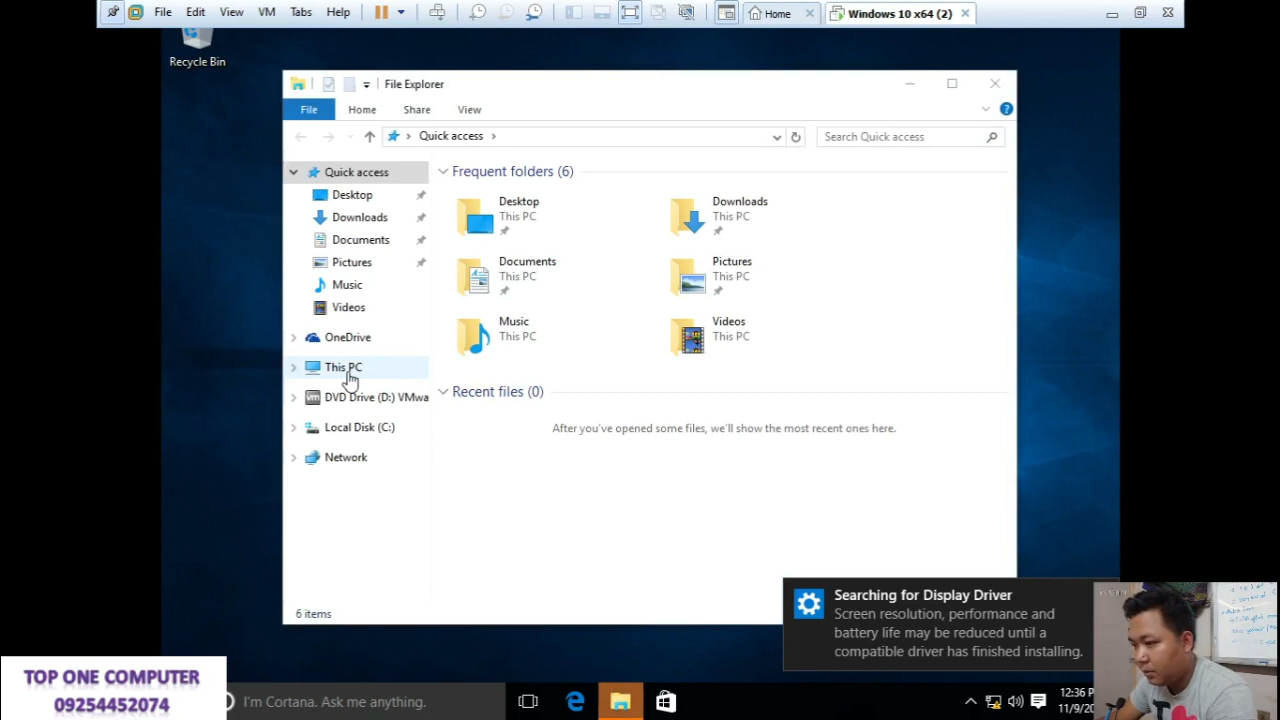 File Edit View VM Tabs Help
Home
Windows 10 x64 (2)
Recycle Bin
File Explorer
File Home Share View
Quick access
Search Quick access
Quick access
Desktop
Downloads
Documents
Pictures
Music
Videos
OneDrive
This PC
DVD Drive (D:) VMwa
Local Disk (C:)
Network
Frequent folders (6)
Desktop
This PC
Downloads
This PC
Documents
This PC
Pictures
This PC
Music
This PC
Videos
This PC
Recent files (0)
After you've opened some files, we'll show the most recent ones here.
6 items
Searching for Display Driver
Screen resolution, performance and
battery life may be reduced until a
compatible driver has finished installing.
TOP ONE COMPUTER
09254452074
I'm Cortana. Ask me anything.
12:36 P
11/9/20